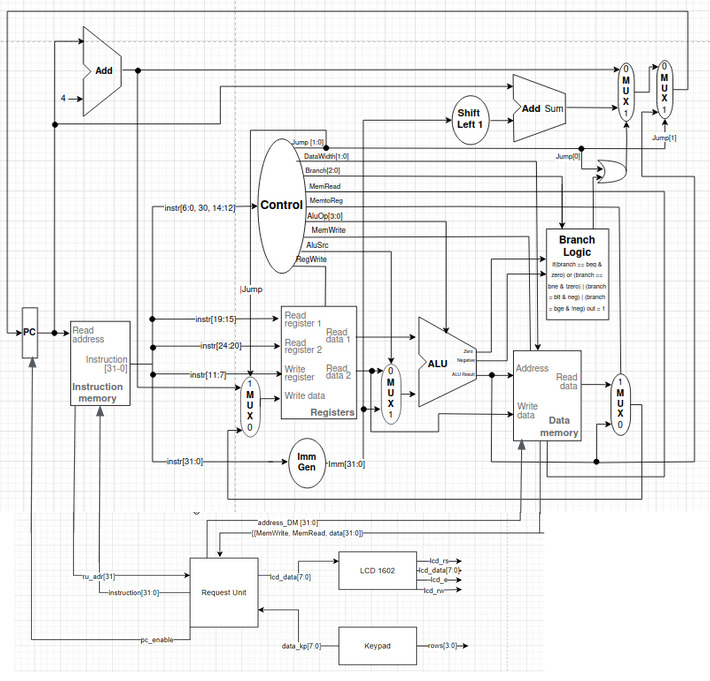 Add
4
0
M
U
X
1
0
M
U
X
1
Shift
Left 1
Add Sum
Jump[1]
Jump [1:0]
Jump[0]
DataWidth[1:0]
Branch[2:0]
MemRead
MemtoReg
AluOp[3:0]
MemWrite
AluSrc
RegWrite
Control
instr[6:0, 30, 14:12]
Branch
Logic
if(branch == beq &
zero) or (branch ==
bne & !zero) | (branch
= blt & neg) | (branch
= bge & !neg) out = 1
|Jump
PC
Read
address
Instruction
[31-0]
Instruction
memory
instr[19:15]
instr[24:20]
instr[11:7]
instr[31:0]
1
M
U
X
0
Read
register 1
Read
register 2
Write
register
Write data
Read
data 1
Read
data 2
Registers
0
M
U
X
1
ALU
Zero
Negative
ALU Result
Address
Read
data
Write
data
Data
memory
1
M
U
X
0
Imm
Gen
Imm[31:0]
address_DM [31:0]
[{MemWrite, MemRead, data[31:0]}
ru_adr[31]
instruction[31:0]
Request Unit
lcd_data[7:0]
LCD 1602
lcd_rs
lcd_data[7:0]
lcd_e
lcd_rw
pc_enable
data_kp[7:0]
Keypad
rows[3:0]